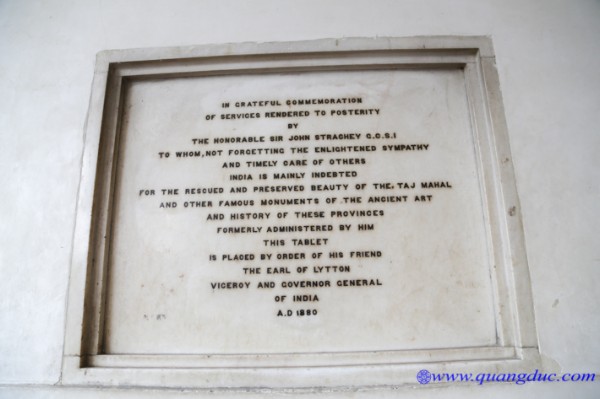 IN GRATEFUL COMMEMORATION
OF SERVICES RENDERED TO POSTERITY
BY
THE HONORABLE SIR JOHN STRACHEY G.C.S.I
TO WHOM, NOT FORGETTING THE ENLIGHTENED SYMPATHY
AND TIMELY CARE OF OTHERS
INDIA IS MAINLY INDEBTED
FOR THE RESCUED AND PRESERVED BEAUTY OF THE TAJ MAHAL
AND OTHER FAMOUS MONUMENTS OF THE ANCIENT ART
AND HISTORY OF THESE PROVINCES
FORMERLY ADMINISTERED BY HIM
THIS TABLET
IS PLACED BY ORDER OF HIS FRIEND
THE EARL OF LYTTON
VICEROY AND GOVERNOR GENERAL
OF INDIA
A.D 1880
www.quangduc.com